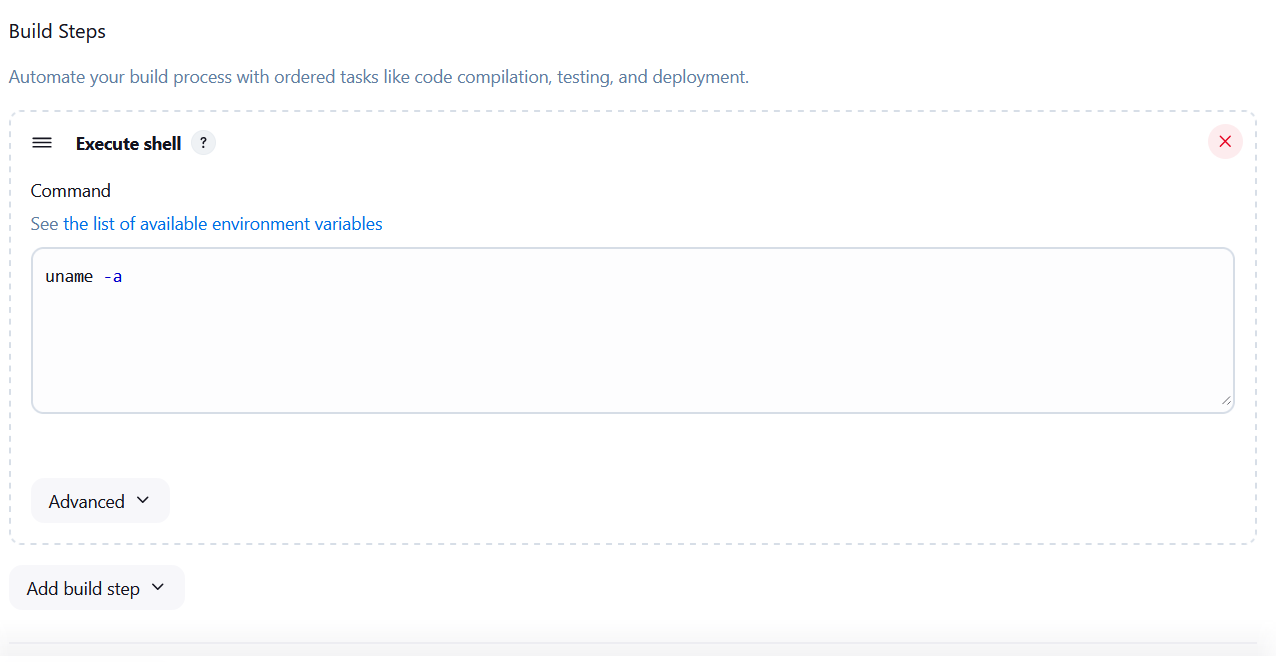 Build Steps
Automate your build process with ordered tasks like code compilation, testing, and deployment.
Execute shell ?
Command
See the list of available environment variables
uname -a
Advanced
Add build step